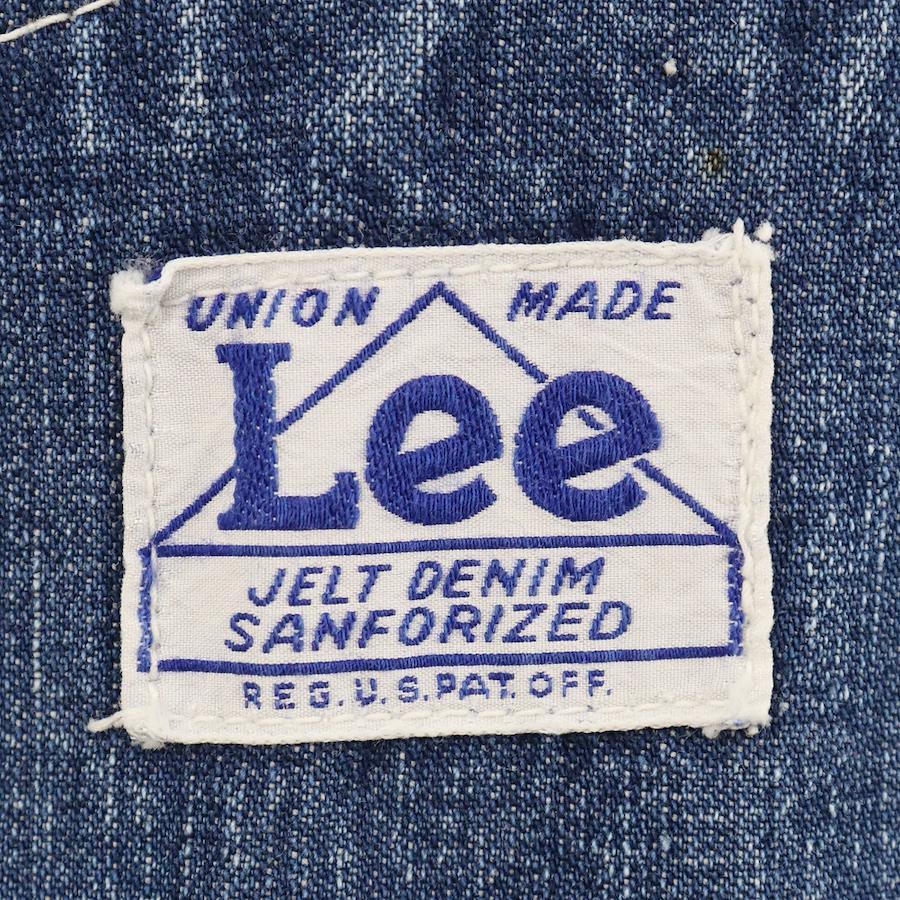 UNION MADE
Lee
JELT DENIM
SANFORIZED
REG. U.S. PAT. OFF.